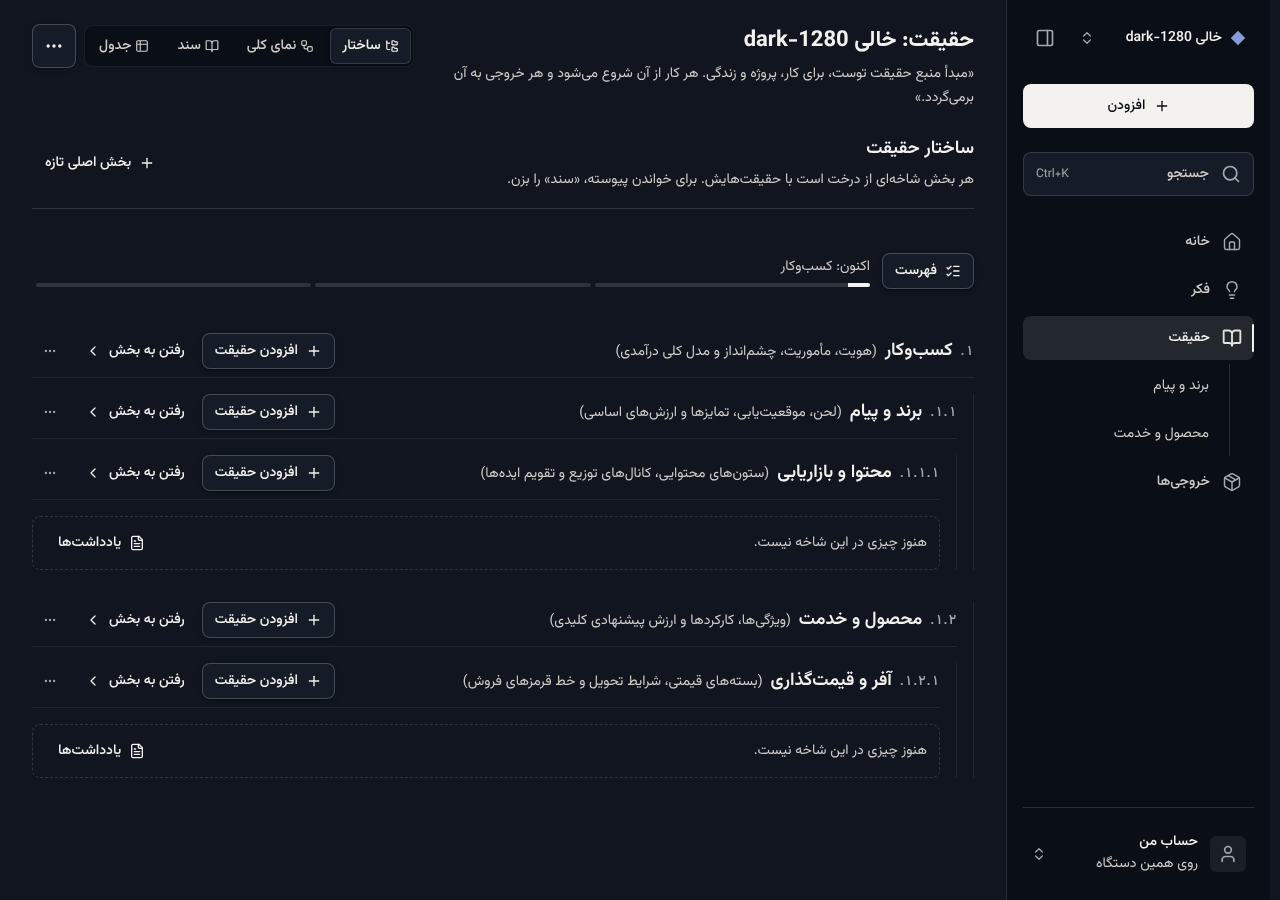 خالی dark-1280
افزودن
جستجو
Ctrl+K
خانه
فکر
حقیقت
برند و پیام
محصول و خدمت
خروجی‌ها
حساب من
روی همین دستگاه
حقیقت: خالی dark-1280
«مبدأ منبع حقیقت توست، برای کار، پروژه و زندگی. هر کار از آن شروع می‌شود و هر خروجی به آن
برمی‌گردد.»
ساختار
نمای کلی
سند
جدول
ساختار حقیقت
هر بخش شاخه‌ای از درخت است با حقیقت‌هایش. برای خواندن پیوسته، «سند» را بزن.
بخش اصلی تازه
فهرست
اکنون: کسب‌وکار
۱. کسب‌وکار (هویت، مأموریت، چشم‌انداز و مدل کلی درآمدی)
افزودن حقیقت
رفتن به بخش
۱.۱. برند و پیام (لحن، موقعیت‌یابی، تمایزها و ارزش‌های اساسی)
افزودن حقیقت
رفتن به بخش
۱.۱.۱. محتوا و بازاریابی (ستون‌های محتوایی، کانال‌های توزیع و تقویم ایده‌ها)
افزودن حقیقت
رفتن به بخش
هنوز چیزی در این شاخه نیست.
یادداشت‌ها
۱.۲. محصول و خدمت (ویژگی‌ها، کارکردها و ارزش پیشنهادی کلیدی)
افزودن حقیقت
رفتن به بخش
۱.۲.۱. آفر و قیمت‌گذاری (بسته‌های قیمتی، شرایط تحویل و خط قرمزهای فروش)
افزودن حقیقت
رفتن به بخش
هنوز چیزی در این شاخه نیست.
یادداشت‌ها